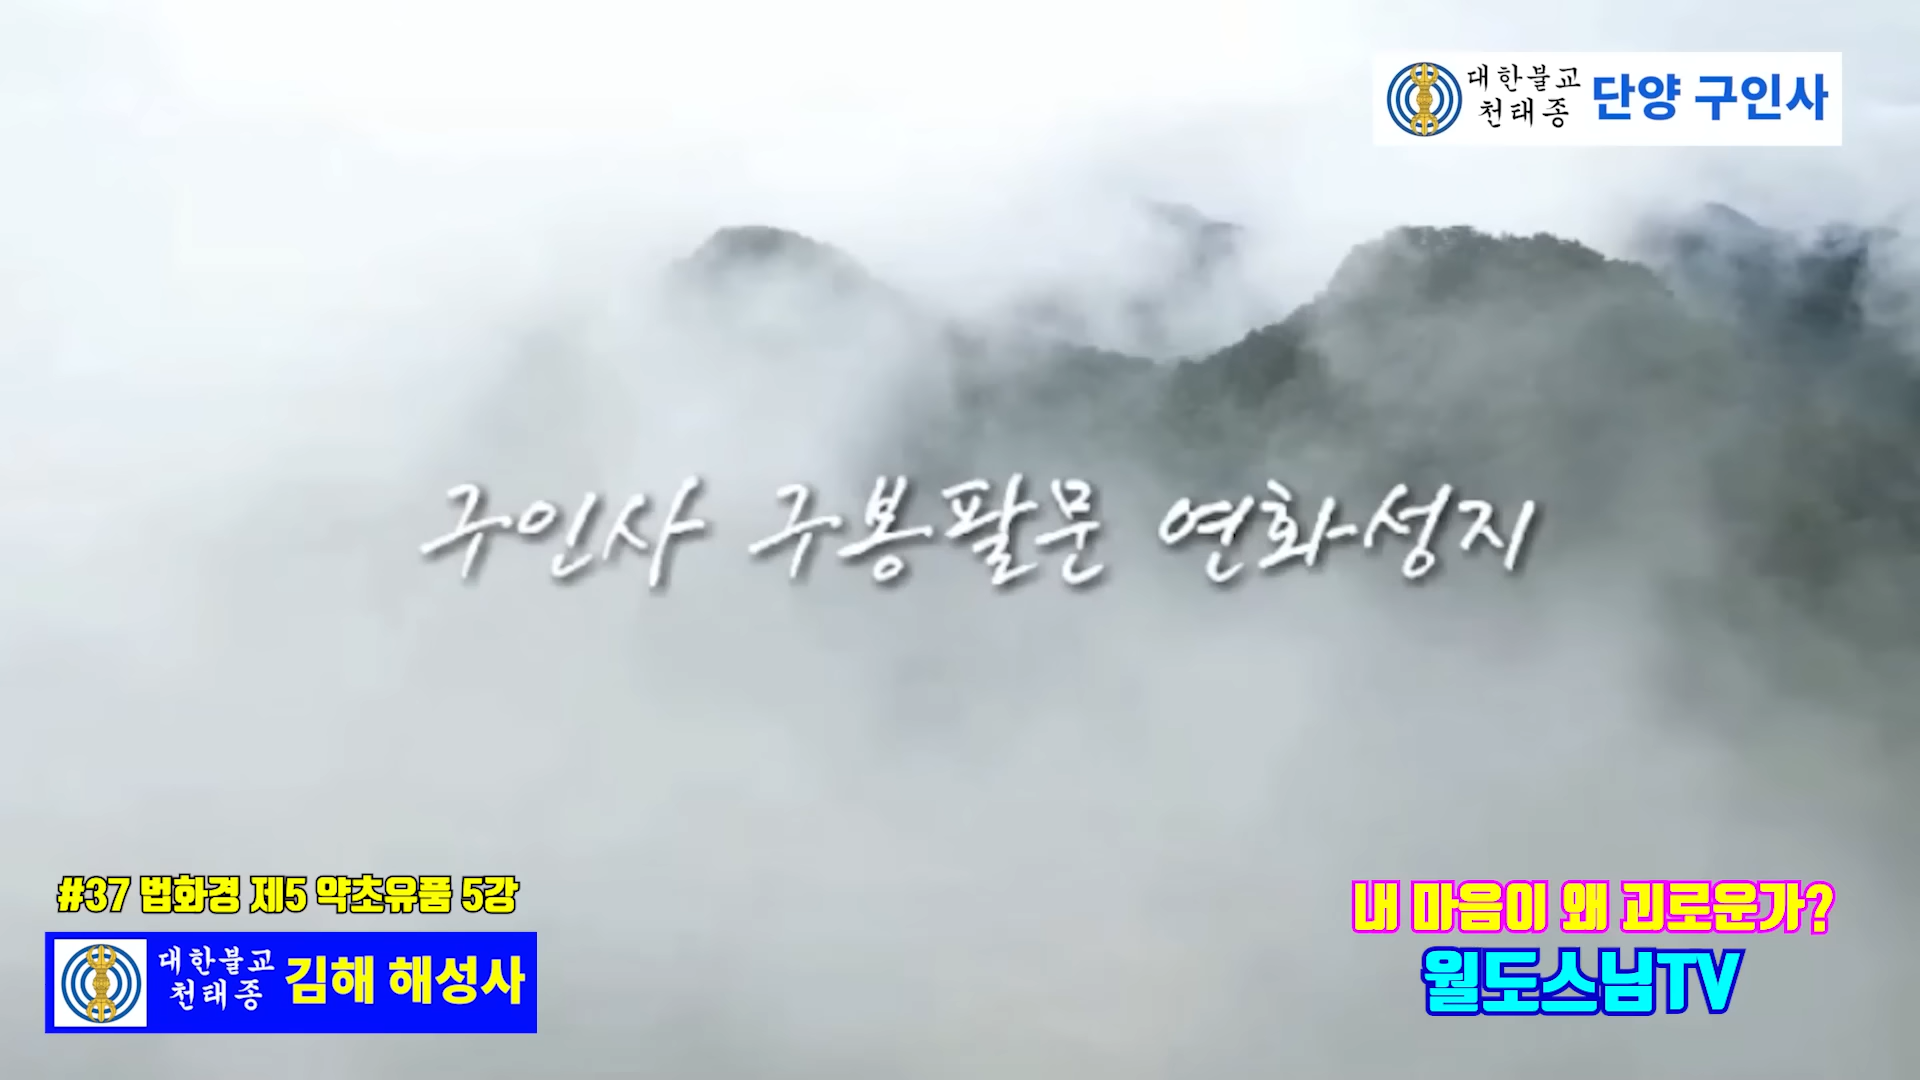 대한불교
천태종
단양 구인사
구인사 구봉팔문 연화성지
#37 법화경 제5 약초유품 5강
대한불교
천태종
김해 해성사
내 마음이 왜 괴로운가?
월도스님TV